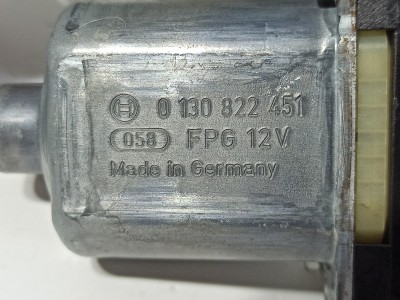 0 130 822 451
058 FPG 12V
Made in Germany